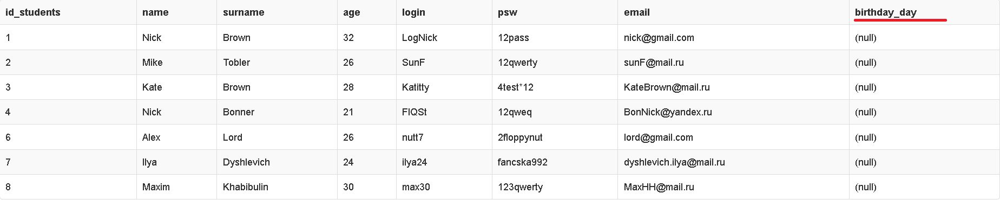 id_students name surname age login psw email birthday_day
1 Nick Brown 32 LogNick 12pass nick@gmail.com (null)
2 Mike Tobler 26 SunF 12qwerty sunF@mail.ru (null)
3 Kate Brown 28 Katitty 4test*12 KateBrown@mail.ru (null)
4 Nick Bonner 21 FIQSt 12qweq BonNick@yandex.ru (null)
6 Alex Lord 26 nutt7 2floppynut lord@gmail.com (null)
7 Ilya Dyshlevich 24 ilya24 fancska992 dyshlevich.ilya@mail.ru (null)
8 Maxim Khabibulin 30 max30 123qwerty MaxHH@mail.ru (null)